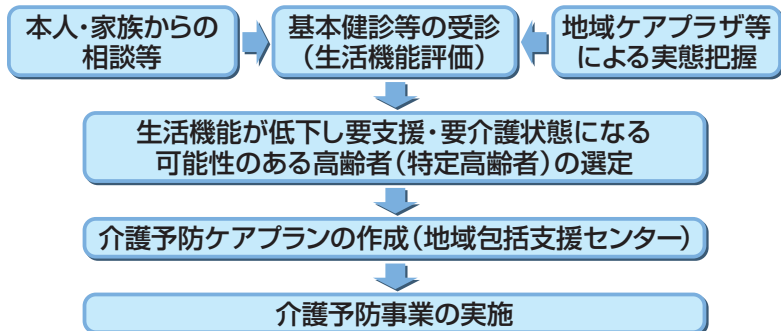 本人・家族からの
相談等
基本健診等の受診
（生活機能評価）
地域ケアプラザ等
による実態把握
生活機能が低下し要支援・要介護状態になる
可能性のある高齢者（特定高齢者）の選定
介護予防ケアプランの作成（地域包括支援センター）
介護予防事業の実施